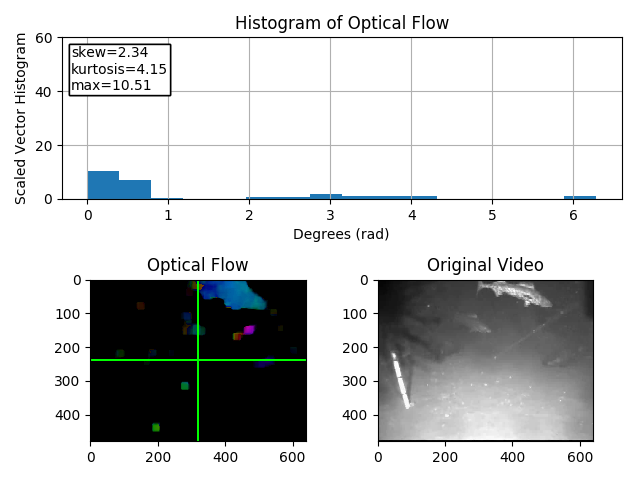 Histogram of Optical Flow
60
40
20
0
Scaled Vector Histogram
skew=2.34
kurtosis=4.15
max=10.51
0 1 2 3 4 5 6
Degrees (rad)
Optical Flow
0
100
200
300
400
0 200 400 600
Original Video
0
100
200
300
400
0 200 400 600